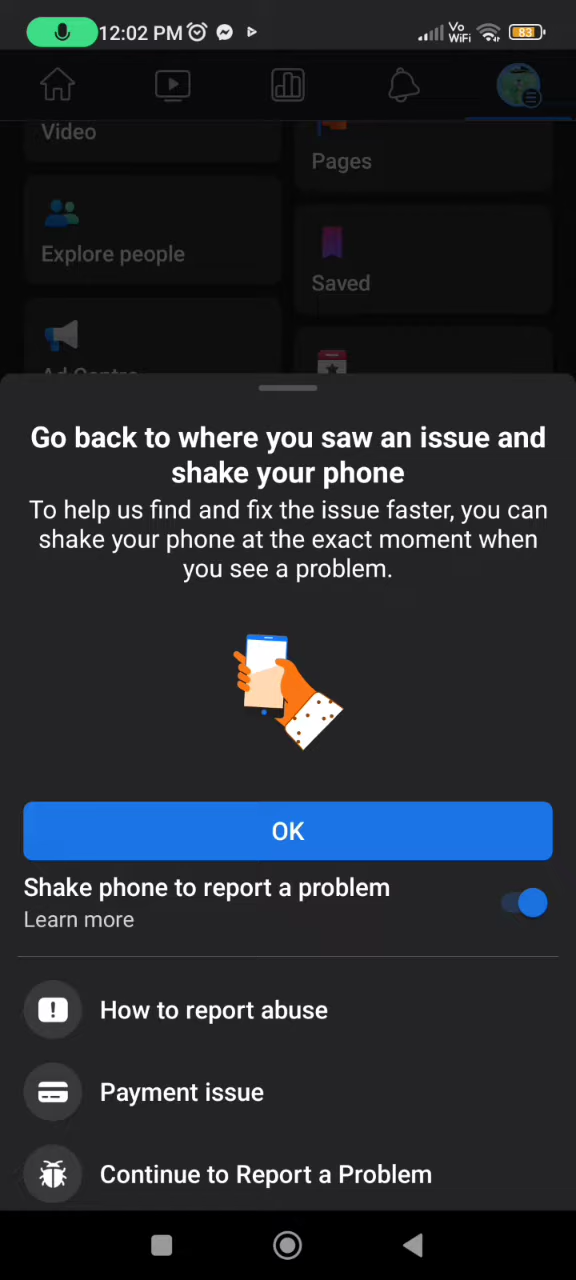 12:02 PM
Vo
WiFi
83
Video
Pages
Explore people
Saved
Ad Centre
Go back to where you saw an issue and
shake your phone
To help us find and fix the issue faster, you can
shake your phone at the exact moment when
you see a problem.
OK
Shake phone to report a problem
Learn more
How to report abuse
Payment issue
Continue to Report a Problem